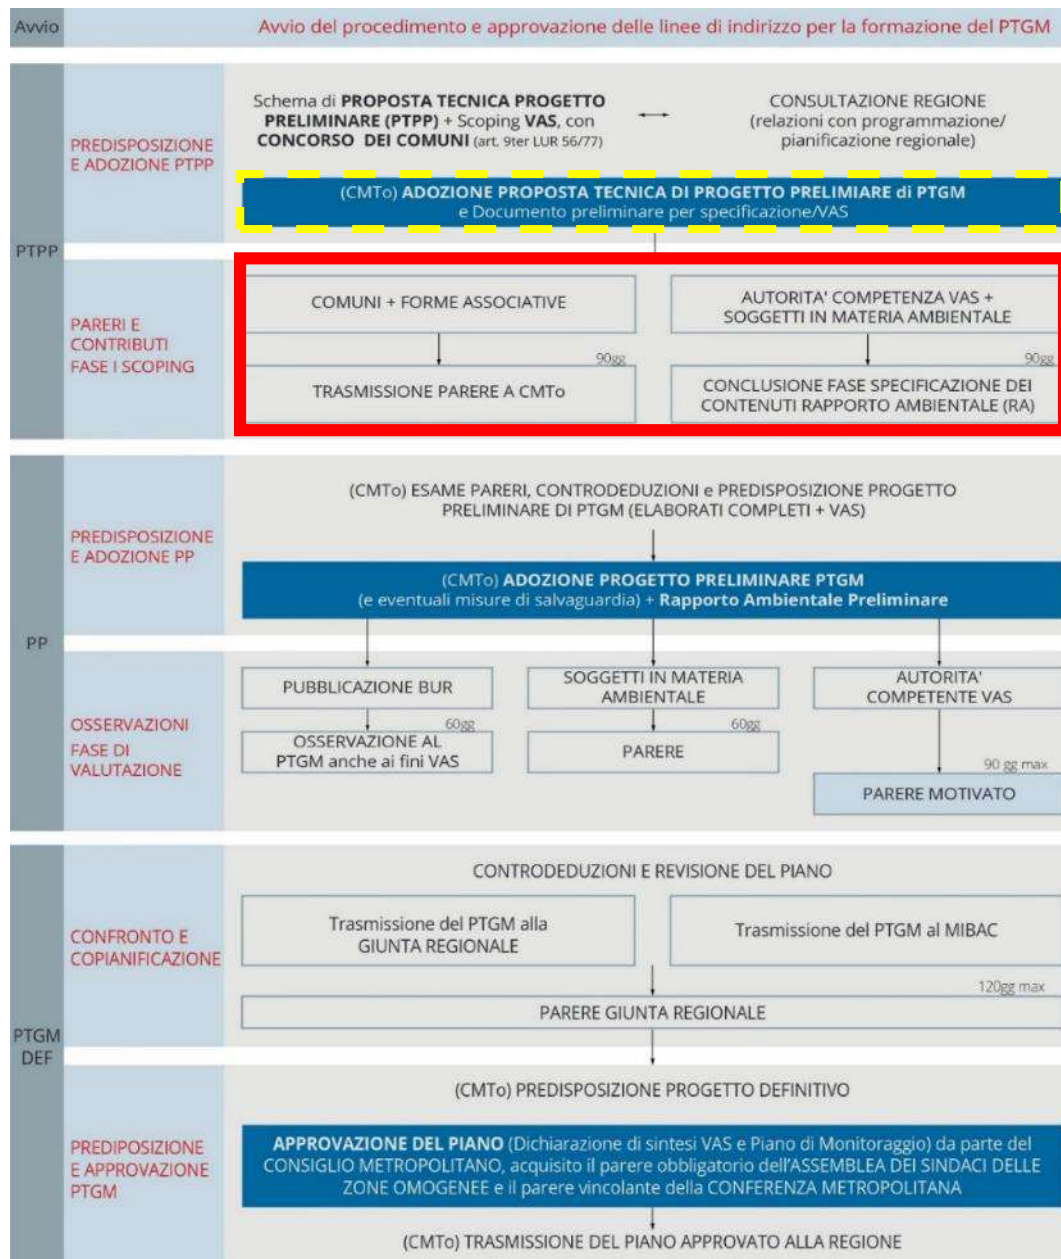 Avvio
Avvio del procedimento e approvazione delle linee di indirizzo per la formazione del PTGM
PTPP
PREDISPOSIZIONE
E ADOZIONE PTPP
Schema di PROPOSTA TECNICA PROGETTO
PRELIMINARE (PTPP) + Scoping VAS, con
CONCORSO DEI COMUNI (art. 9ter LUR 56/77)
CONSULTAZIONE REGIONE
(relazioni con programmazione/
pianificazione regionale)
(CMTo) ADOZIONE PROPOSTA TECNICA DI PROGETTO PRELIMIARE di PTGM
e Documento preliminare per specificazione/VAS
PARERI E
CONTRIBUTI
FASE I SCOPING
COMUNI + FORME ASSOCIATIVE
90gg
TRASMISSIONE PARERE A CMTo
AUTORITA' COMPETENZA VAS +
SOGGETTI IN MATERIA AMBIENTALE
90gg
CONCLUSIONE FASE SPECIFICAZIONE DEI
CONTENUTI RAPPORTO AMBIENTALE (RA)
PP
PREDISPOSIZIONE
E ADOZIONE PP
(CMTo) ESAME PARERI, CONTRODEDUZIONI e PREDISPOSIZIONE PROGETTO
PRELIMINARE DI PTGM (ELABORATI COMPLETI + VAS)
(CMTo) ADOZIONE PROGETTO PRELIMINARE PTGM
(e eventuali misure di salvaguardia) + Rapporto Ambientale Preliminare
OSSERVAZIONI
FASE DI
VALUTAZIONE
PUBBLICAZIONE BUR
60gg
OSSERVAZIONE AL
PTGM anche ai fini VAS
SOGGETTI IN MATERIA
AMBIENTALE
60gg
PARERE
AUTORITA'
COMPETENTE VAS
90 gg max
PARERE MOTIVATO
PTGM
DEF
CONFRONTO E
COPIANIFICAZIONE
CONTRODEDUZIONI E REVISIONE DEL PIANO
Trasmissione del PTGM alla
GIUNTA REGIONALE
Trasmissione del PTGM al MIBAC
120gg max
PARERE GIUNTA REGIONALE
PREDIPOSIZIONE
E APPROVAZIONE
PTGM
(CMTo) PREDISPOSIZIONE PROGETTO DEFINITIVO
APPROVAZIONE DEL PIANO (Dichiarazione di sintesi VAS e Piano di Monitoraggio) da parte del
CONSIGLIO METROPOLITANO, acquisito il parere obbligatorio dell'ASSEMBLEA DEI SINDACI DELLE
ZONE OMOGENEE e il parere vincolante della CONFERENZA METROPOLITANA
(CMTo) TRASMISSIONE DEL PIANO APPROVATO ALLA REGIONE